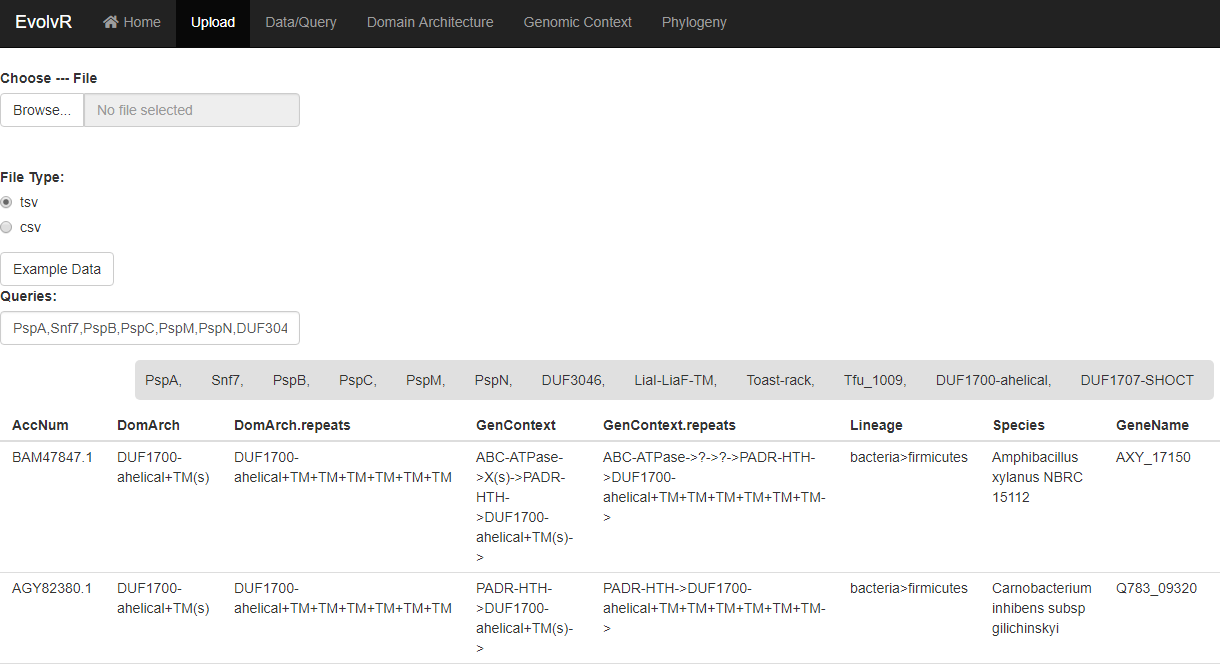 EvolvR Home Upload Data/Query Domain Architecture Genomic Context Phylogeny
Choose --- File
Browse... No file selected
File Type:
tsv
csv
Example Data
Queries:
PspA,Snf7,PspB,PspC,PspM,PspN,DUF304
PspA, Snf7, PspB, PspC, PspM, PspN, DUF3046, LiaI-LiaF-TM, Toast-rack, Tfu_1009, DUF1700-ahelical, DUF1707-SHOCT
AccNum DomArch DomArch.repeats GenContext GenContext.repeats Lineage Species GeneName
BAM47847.1 DUF1700- DUF1700- ABC-ATPase- ABC-ATPase->?->?->PADR-HTH- bacteria>firmicutes Amphibacillus AXY_17150
ahelical+TM(s) ahelical+TM+TM+TM+TM+TM >X(s)->PADR- >DUF1700- xylanus NBRC
HTH- ahelical+TM+TM+TM+TM+TM- 15112
>DUF1700- >
ahelical+TM(s)-
>
AGY82380.1 DUF1700- DUF1700- PADR-HTH- PADR-HTH->DUF1700- bacteria>firmicutes Carnobacterium Q783_09320
ahelical+TM(s) ahelical+TM+TM+TM+TM+TM >DUF1700- ahelical+TM+TM+TM+TM+TM- inhibens subsp
ahelical+TM(s)- > gilichinskyi
>